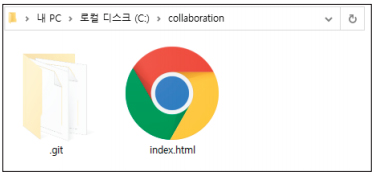 내 PC > 로컬 디스크 (C:) > collaboration
.git
index.html